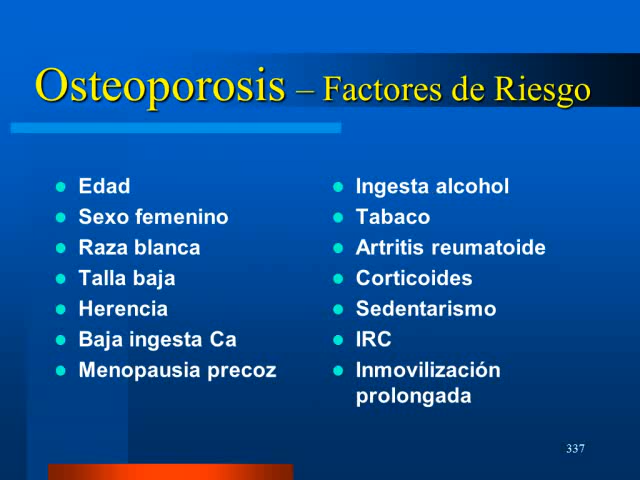 Osteoporosis – Factores de Riesgo
Edad
Sexo femenino
Raza blanca
Talla baja
Herencia
Baja ingesta Ca
Menopausia precoz
Ingesta alcohol
Tabaco
Artritis reumatoide
Corticoides
Sedentarismo
IRC
Inmovilización
prolongada
337